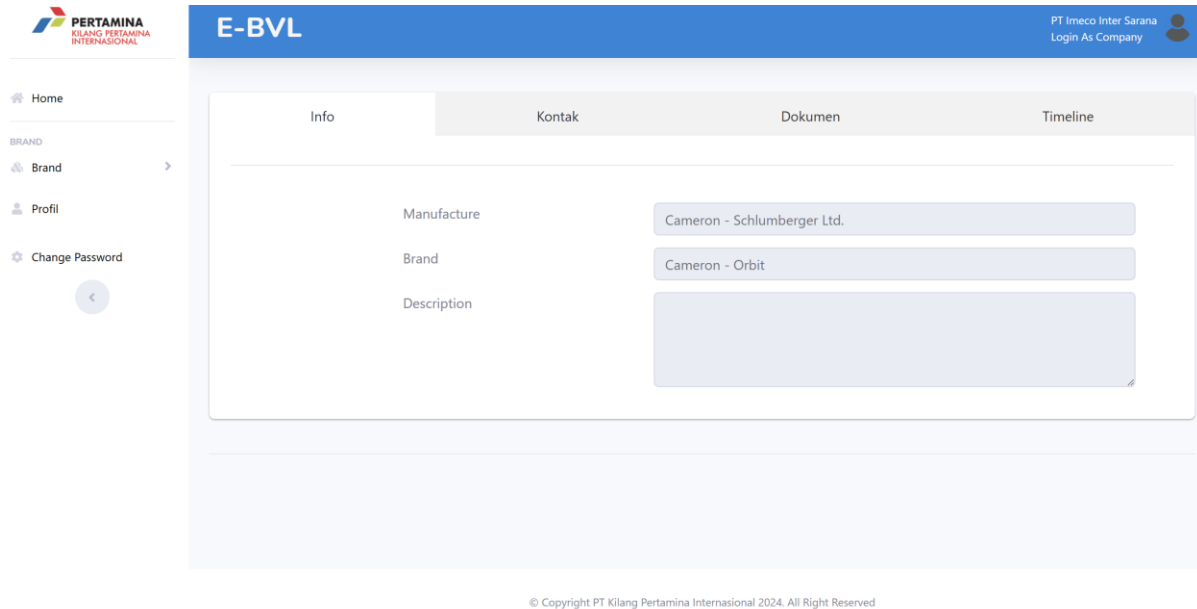 PERTAMINA
KILANG PERTAMINA
INTERNASIONAL
E-BVL
PT Imeco Inter Sarana
Login As Company
Home
BRAND
Brand
Profil
Change Password
Info Kontak Dokumen Timeline
Manufacture Cameron - Schlumberger Ltd.
Brand Cameron - Orbit
Description
© Copyright PT Kilang Pertamina Internasional 2024. All Right Reserved